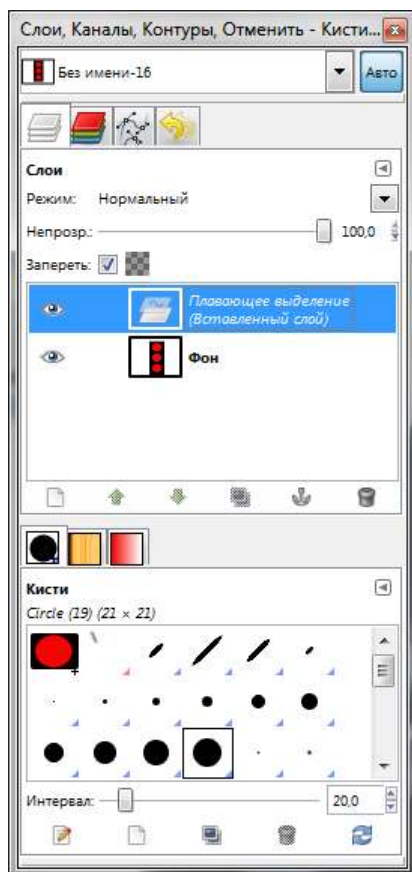 Слои, Каналы, Контуры, Отменить - Кисти...
Без имени-16
Авто
Слои
Режим: Нормальный
Непрозр.: 100,0
Запереть:
Плавающее выделение
(Вставленный слой)
Фон
Кисти
Circle (19) (21 × 21)
Интервал: 20,0